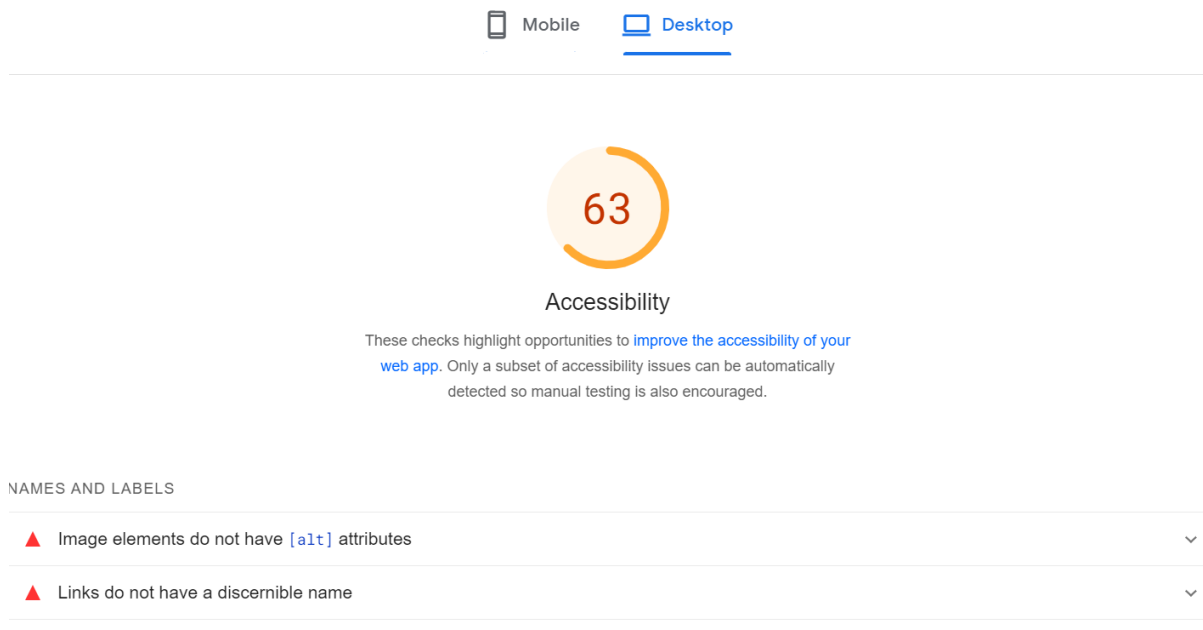 Mobile
Desktop
63
Accessibility
These checks highlight opportunities to improve the accessibility of your
web app. Only a subset of accessibility issues can be automatically
detected so manual testing is also encouraged.
NAMES AND LABELS
Image elements do not have [alt] attributes
Links do not have a discernible name